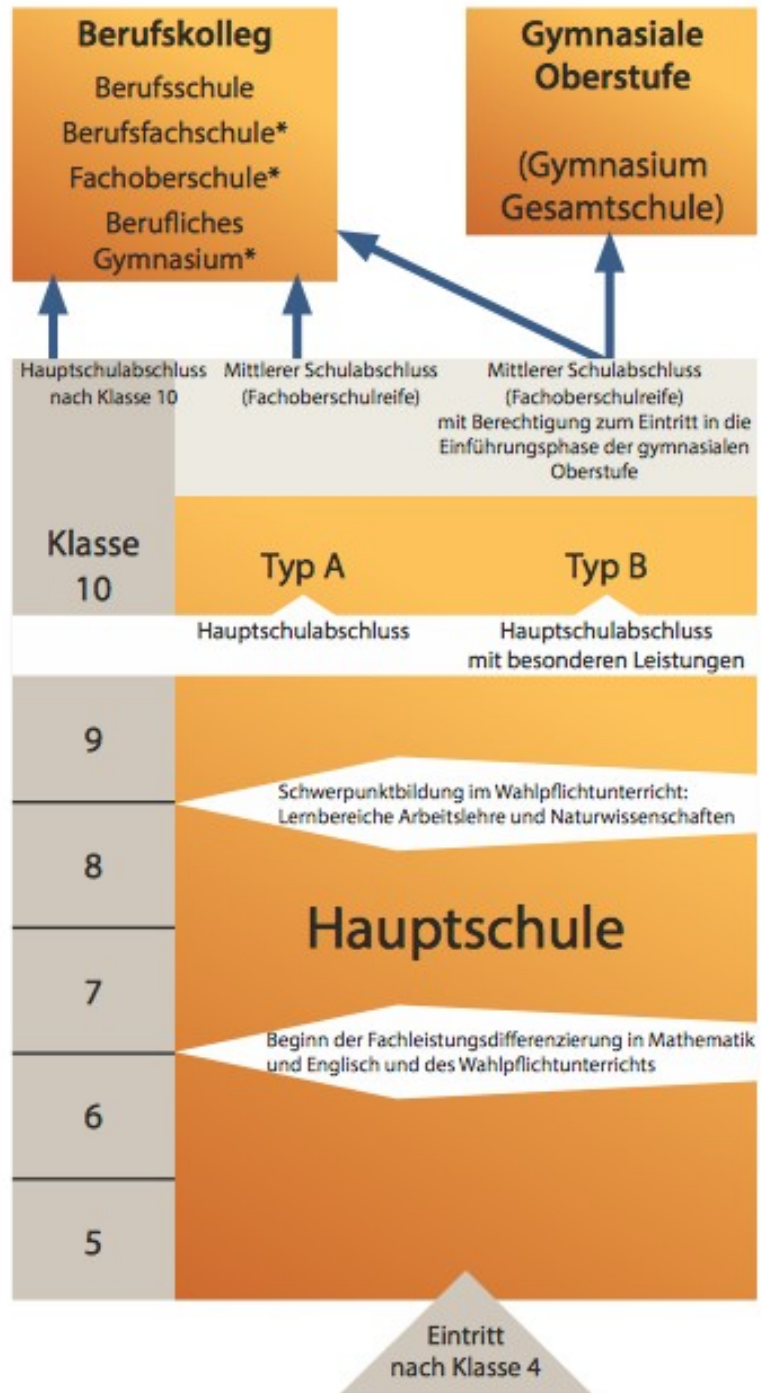 Berufskolleg
Berufsschule
Berufsfachschule*
Fachoberschule*
Berufliches
Gymnasium*
Gymnasiale
Oberstufe
(Gymnasium
Gesamtschule)
Hauptschulabschluss
nach Klasse 10
Mittlerer Schulabschluss
(Fachoberschulreife)
Mittlerer Schulabschluss
(Fachoberschulreife)
mit Berechtigung zum Eintritt in die
Einführungsphase der gymnasialen
Oberstufe
Klasse
10
Typ A
Typ B
Hauptschulabschluss
Hauptschulabschluss
mit besonderen Leistungen
9
Schwerpunktbildung im Wahlpflichtunterricht:
Lernbereiche Arbeitslehre und Naturwissenschaften
8
Hauptschule
7
Beginn der Fachleistungsdifferenzierung in Mathematik
und Englisch und des Wahlpflichtunterrichts
6
5
Eintritt
nach Klasse 4